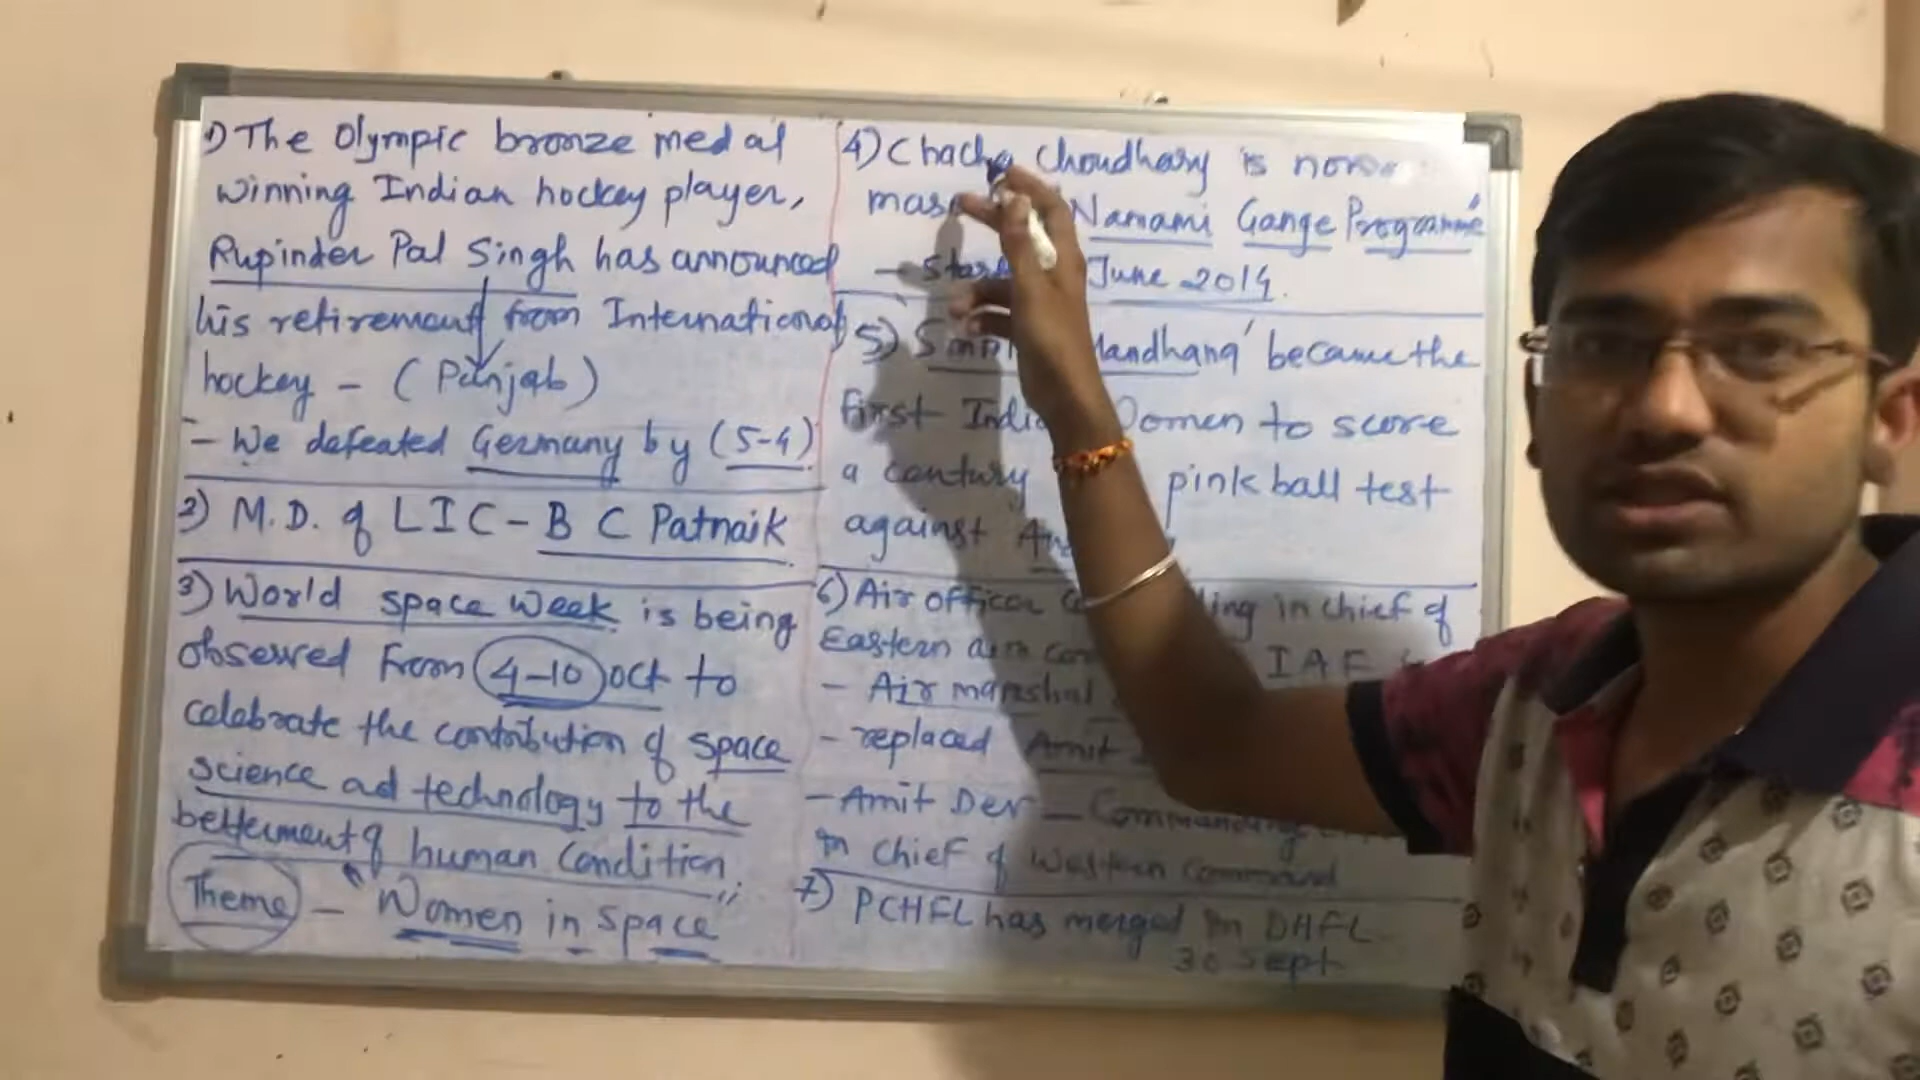 1) The Olympic bronze medal
winning Indian hockey player,
Rupinder Pal Singh has announced
his retirement from International
hockey - (Punjab)
- We defeated Germany by (5-4)
2) M.D. of LIC - B C Patnaik
3) World space week is being
observed from 4-10 oct to
celebrate the contribution of space
science ad technology to the
betterment of human condition
Theme - "Women in space"
4) Chacha Choudhary is now
Namami Gange Programme
June 2014.
5) Mandhana' became the
first Women to score
a century pink ball test
against
6) Air officer in chief of
Eastern IAF
- Air marshal
- replaced Amit
- Amit Dev - Commanding
in chief of Western Command
7) PCHFL has merged in DHFL
30 Sept